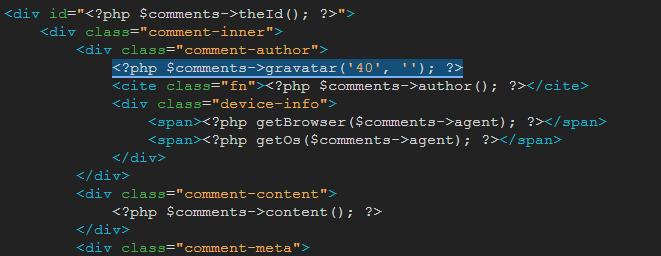 <div id="<?php $comments->theId(); ?>">
<div class="comment-inner">
<div class="comment-author">
<?php $comments->gravatar('40', ''); ?>
<cite class="fn"><?php $comments->author(); ?></cite>
<div class="device-info">
<span><?php getBrowser($comments->agent); ?></span>
<span><?php getOs($comments->agent); ?></span>
</div>
</div>
<div class="comment-content">
<?php $comments->content(); ?>
</div>
<div class="comment-meta">